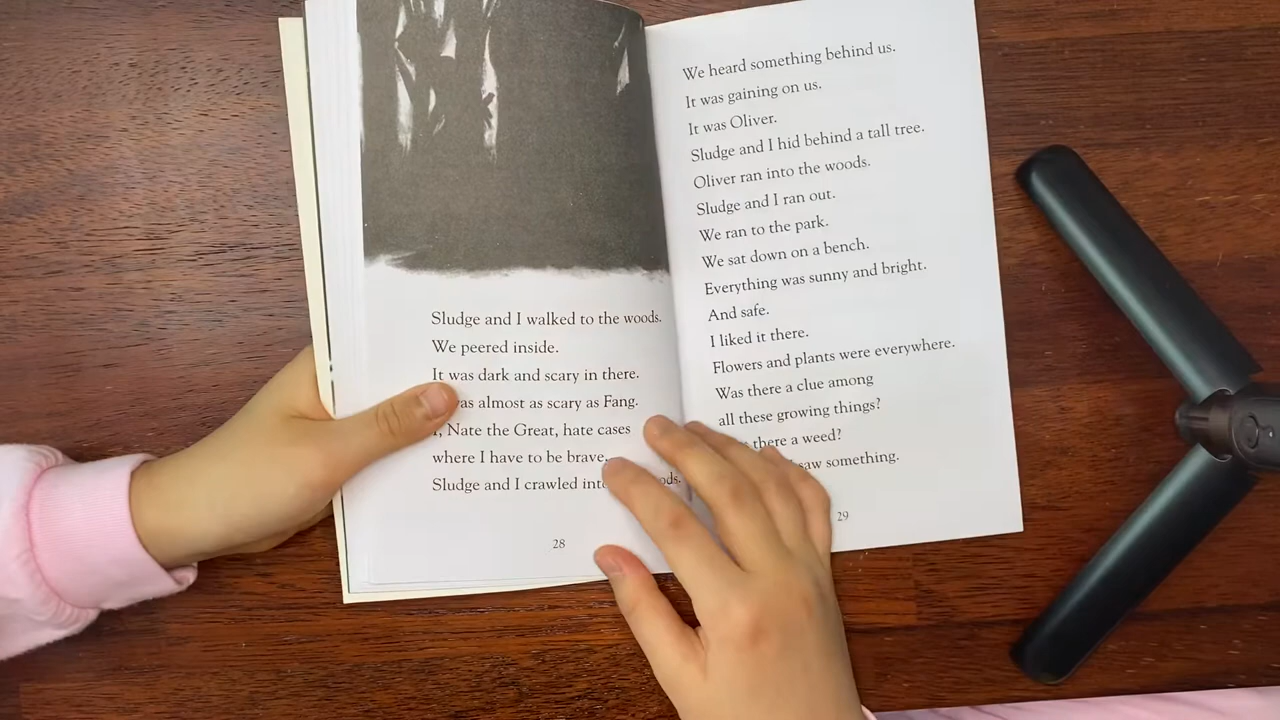 Sludge and I walked to the woods.
We peered inside.
It was dark and scary in there.
as almost as scary as Fang.
I, Nate the Great, hate cases
where I have to be brave.
Sludge and I crawled into ods.
28
We heard something behind us.
It was gaining on us.
It was Oliver.
Sludge and I hid behind a tall tree.
Oliver ran into the woods.
Sludge and I ran out.
We ran to the park.
We sat down on a bench.
Everything was sunny and bright.
And safe.
I liked it there.
Flowers and plants were everywhere.
Was there a clue among
all these growing things?
there a weed?
saw something.
29